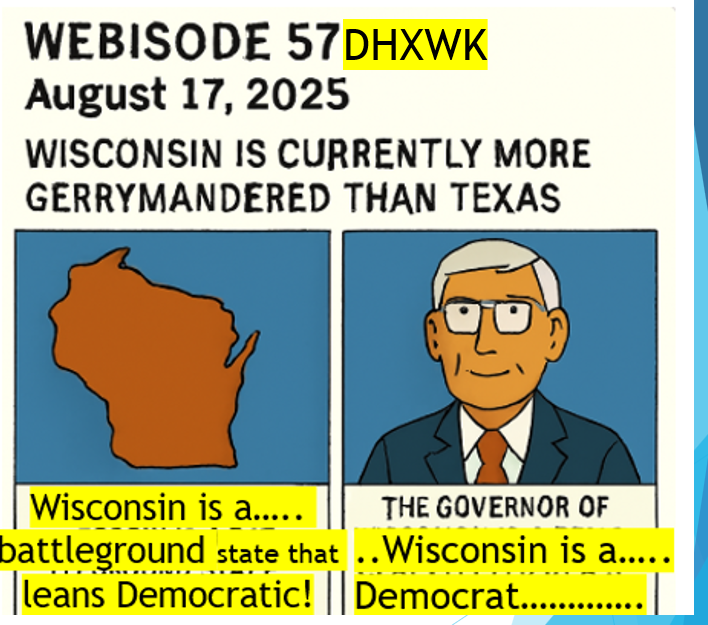 WEBISODE 57DHXWK
August 17, 2025
WISCONSIN IS CURRENTLY MORE
GERRYMANDERED THAN TEXAS
Wisconsin is a.....
battleground state that
leans Democratic!
THE GOVERNOR OF
..Wisconsin is a.....
Democrat.............